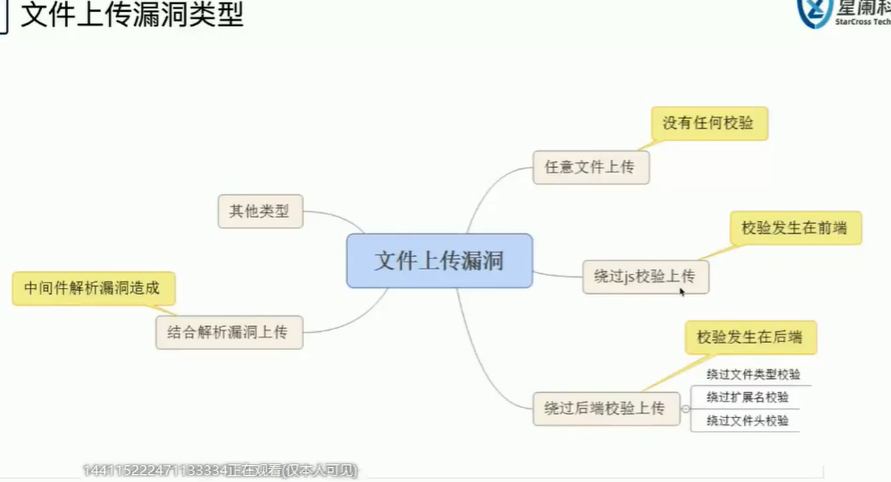 文件上传漏洞类型
StarCross Tech
没有任何校验
任意文件上传
其他类型
校验发生在前端
文件上传漏洞
绕过js校验上传
中间件解析漏洞造成
结合解析漏洞上传
校验发生在后端
绕过后端校验上传
绕过文件类型校验
绕过扩展名校验
绕过文件头校验
144115222471133334正在观看(仅本人可见)